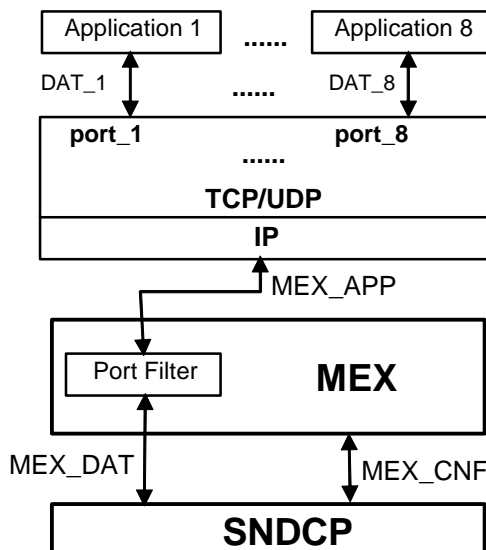 Application 1 ...... Application 8
DAT_1 ...... DAT_8
port_1 port_8
......
TCP/UDP
IP
MEX_APP
Port Filter MEX
MEX_DAT MEX_CNF
SNDCP